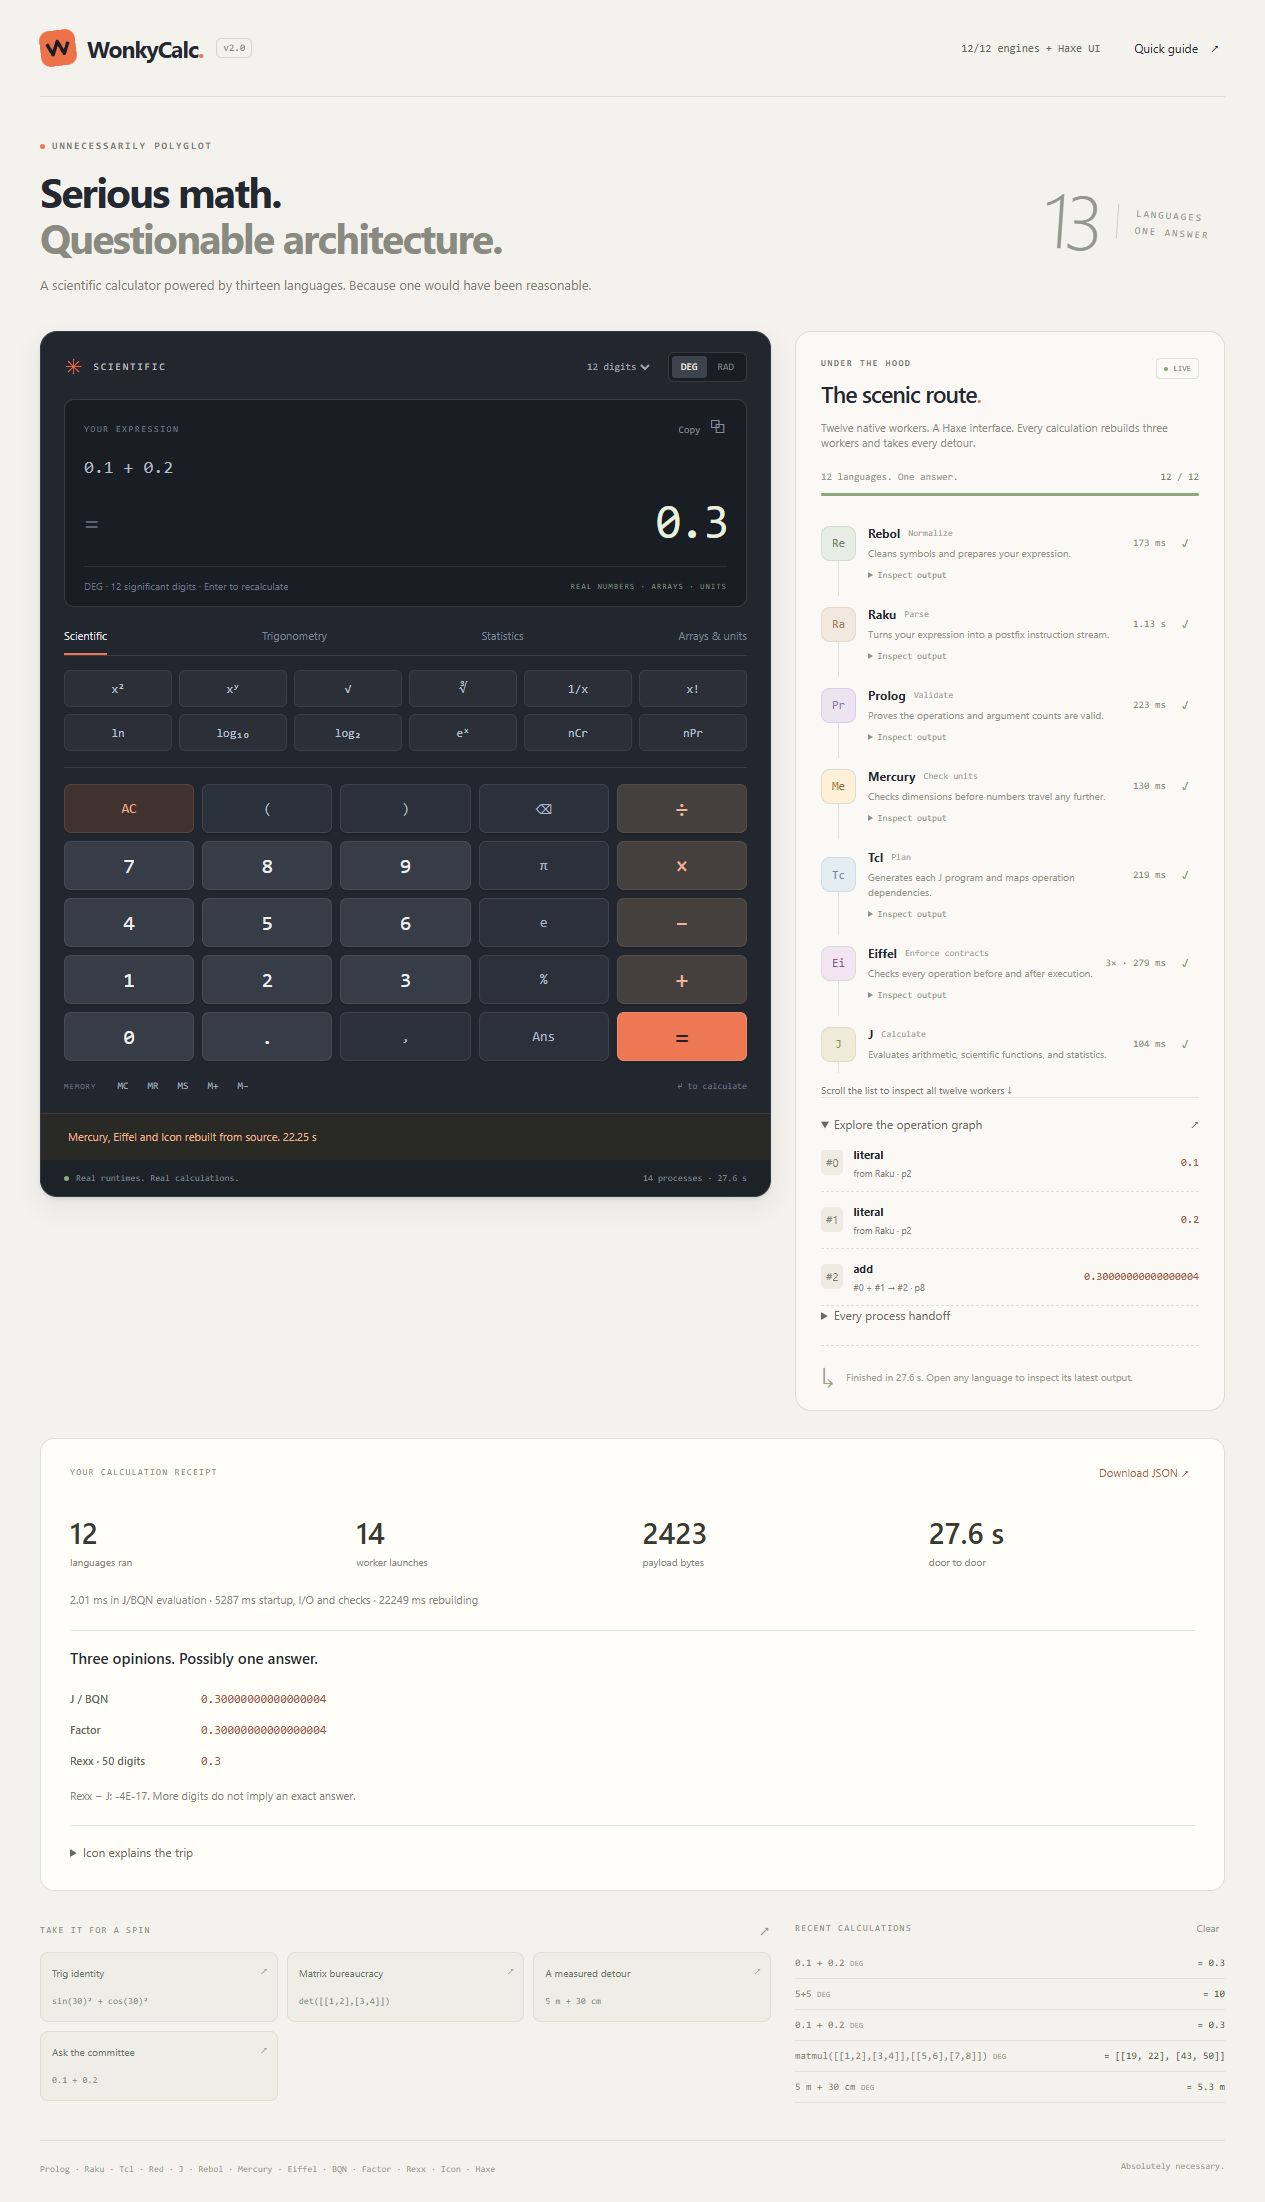 WonkyCalc. v2.0
12/12 engines + Haxe UI
Quick guide ↗
UNNECESSARILY POLYGLOT
Serious math.
Questionable architecture.
A scientific calculator powered by thirteen languages. Because one would have been reasonable.
13
LANGUAGES
ONE ANSWER
SCIENTIFIC
12 digits
DEG RAD
YOUR EXPRESSION
Copy
0.1 + 0.2
= 0.3
DEG · 12 significant digits · Enter to recalculate
REAL NUMBERS · ARRAYS · UNITS
Scientific Trigonometry Statistics Arrays & units
x² xʸ √ ∛ 1/x x!
ln log₁₀ log₂ eˣ nCr nPr
AC ( ) ⌫ ÷
7 8 9 π ×
4 5 6 e −
1 2 3 % +
0 . , Ans =
MEMORY MC MR MS M+ M−
↵ to calculate
Mercury, Eiffel and Icon rebuilt from source. 22.25 s
Real runtimes. Real calculations.
14 processes · 27.6 s
UNDER THE HOOD
LIVE
The scenic route.
Twelve native workers. A Haxe interface. Every calculation rebuilds three
workers and takes every detour.
12 languages. One answer.
12 / 12
Re Rebol Normalize 173 ms ✓
Cleans symbols and prepares your expression.
▶ Inspect output
Ra Raku Parse 1.13 s ✓
Turns your expression into a postfix instruction stream.
▶ Inspect output
Pr Prolog Validate 223 ms ✓
Proves the operations and argument counts are valid.
▶ Inspect output
Me Mercury Check units 130 ms ✓
Checks dimensions before numbers travel any further.
▶ Inspect output
Tc Tcl Plan 219 ms ✓
Generates each J program and maps operation
dependencies.
▶ Inspect output
Ei Eiffel Enforce contracts 3× · 279 ms ✓
Checks every operation before and after execution.
▶ Inspect output
J J Calculate 104 ms ✓
Evaluates arithmetic, scientific functions, and statistics.
Scroll the list to inspect all twelve workers ↓
▼ Explore the operation graph ↗
#0 literal 0.1
from Raku · p2
#1 literal 0.2
from Raku · p2
#2 add 0.30000000000000004
#0 + #1 → #2 · p8
▶ Every process handoff
Finished in 27.6 s. Open any language to inspect its latest output.
YOUR CALCULATION RECEIPT
Download JSON ↗
12 14 2423 27.6 s
languages ran worker launches payload bytes door to door
2.01 ms in J/BQN evaluation · 5287 ms startup, I/O and checks · 22249 ms rebuilding
Three opinions. Possibly one answer.
J / BQN 0.30000000000000004
Factor 0.30000000000000004
Rexx · 50 digits 0.3
Rexx − J: -4E-17. More digits do not imply an exact answer.
▶ Icon explains the trip
TAKE IT FOR A SPIN ↗
Trig identity ↗
sin(30)² + cos(30)²
Matrix bureaucracy ↗
det([[1,2],[3,4]])
A measured detour ↗
5 m + 30 cm
Ask the committee ↗
0.1 + 0.2
RECENT CALCULATIONS
Clear
0.1 + 0.2 DEG = 0.3
5+5 DEG = 10
0.1 + 0.2 DEG = 0.3
matmul([[1,2],[3,4]],[[5,6],[7,8]]) DEG = [[19, 22], [43, 50]]
5 m + 30 cm DEG = 5.3 m
Prolog · Raku · Tcl · Red · J · Rebol · Mercury · Eiffel · BQN · Factor · Rexx · Icon · Haxe
Absolutely necessary.